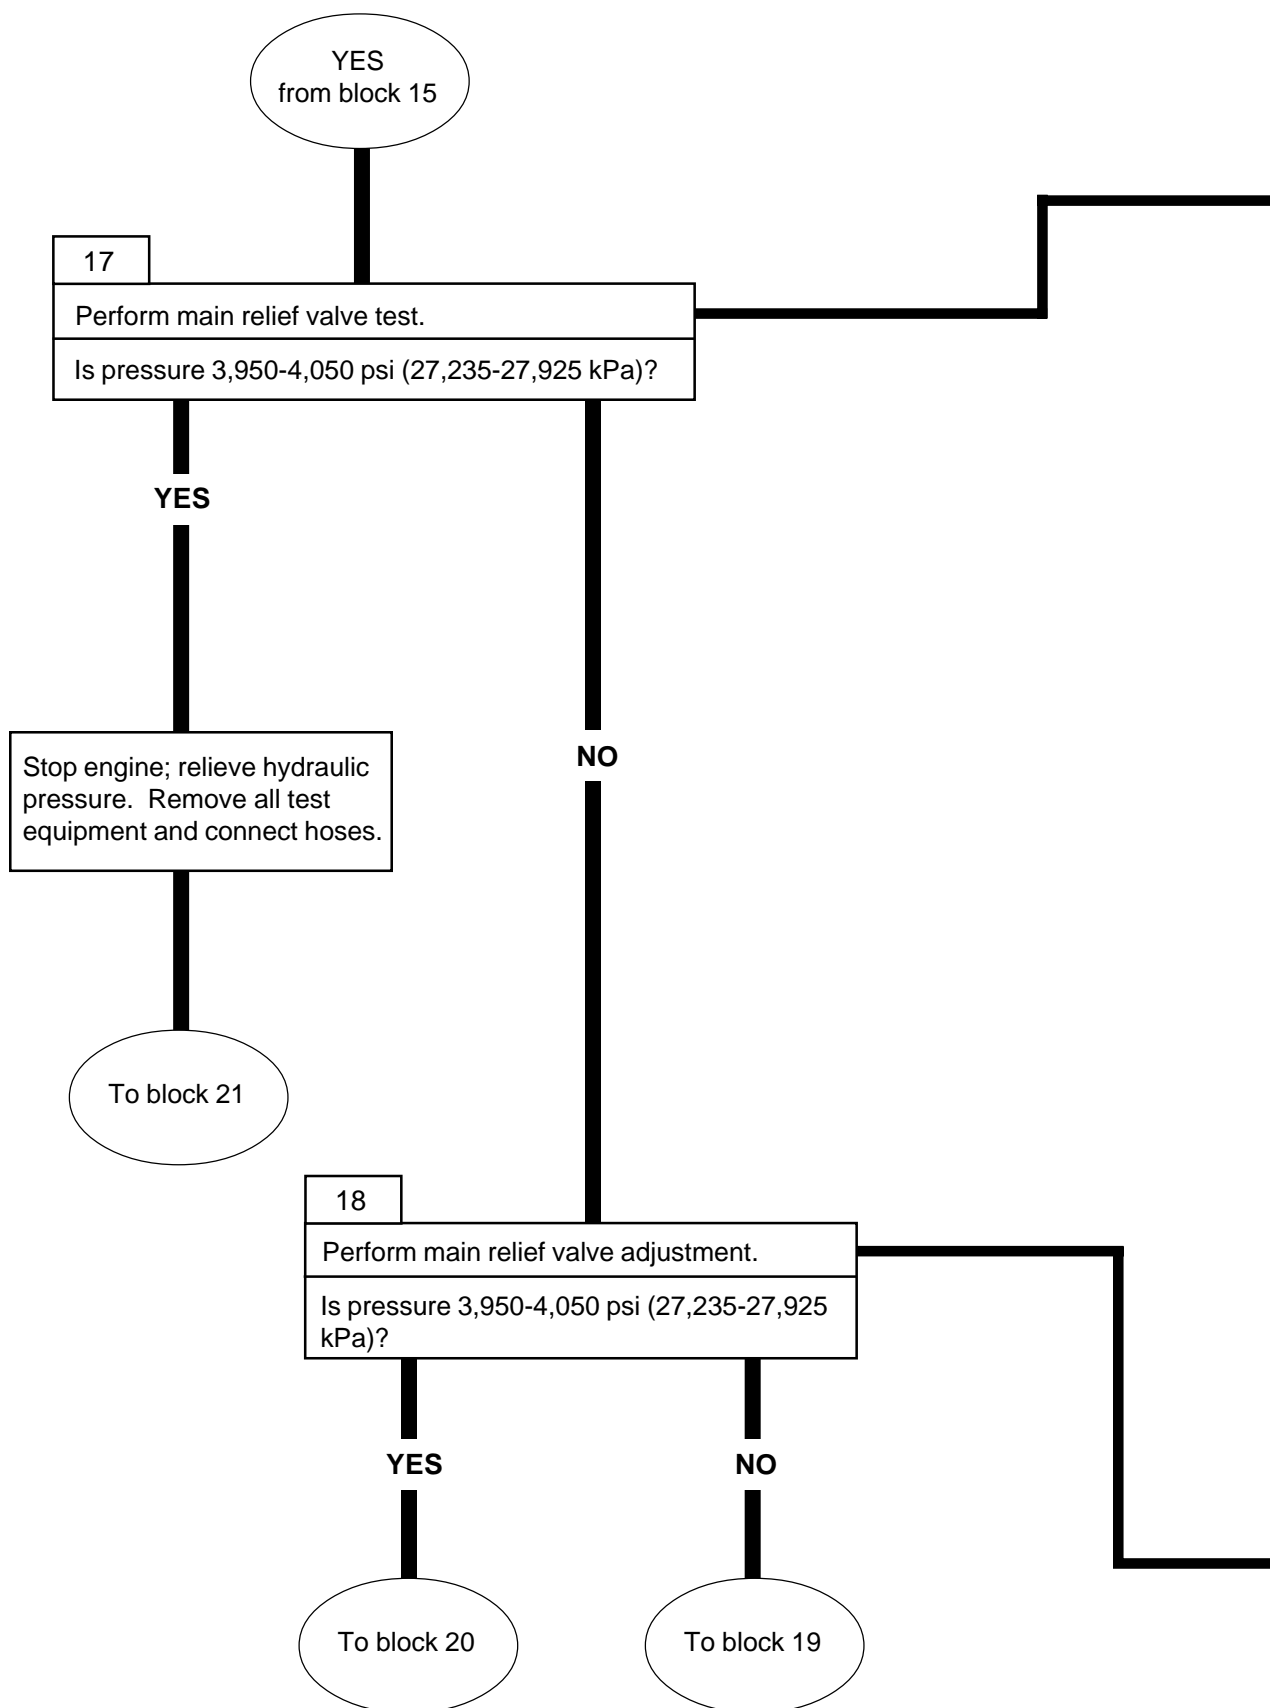 YES
from block 15
17
Perform main relief valve test.
Is pressure 3,950-4,050 psi (27,235-27,925 kPa)?
YES
NO
Stop engine; relieve hydraulic
pressure.  Remove all test
equipment and connect hoses.
To block 21
18
Perform main relief valve adjustment.
Is pressure 3,950-4,050 psi (27,235-27,925
kPa)?
YES
NO
To block 20
To block 19